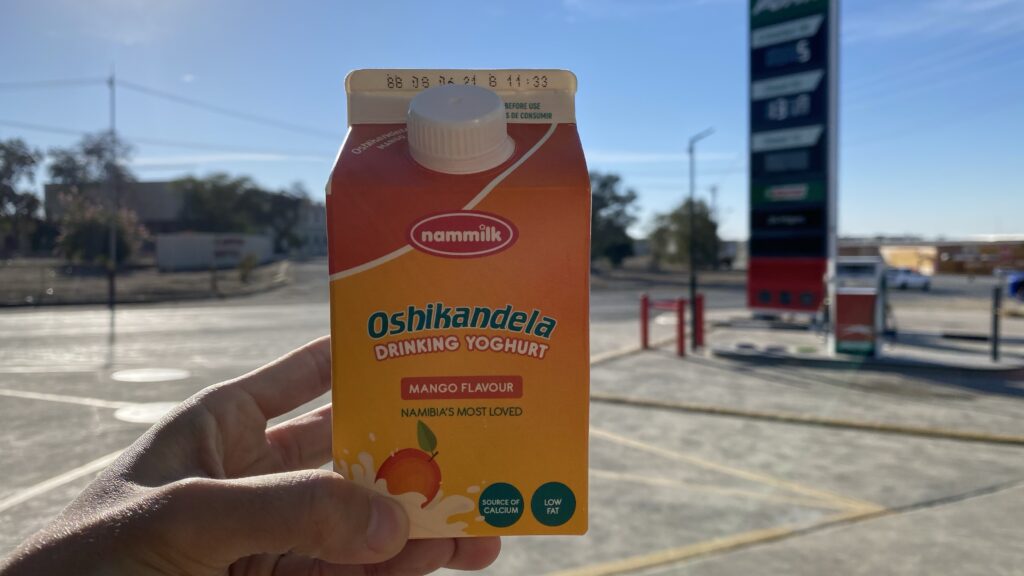 88 08 06 21 B 11:33
BEFORE USE
S DE CONSUMIR
Oshikandela
nammilk
Oshikandela
DRINKING YOGHURT
MANGO FLAVOUR
NAMIBIA'S MOST LOVED
SOURCE OF
CALCIUM
LOW
FAT